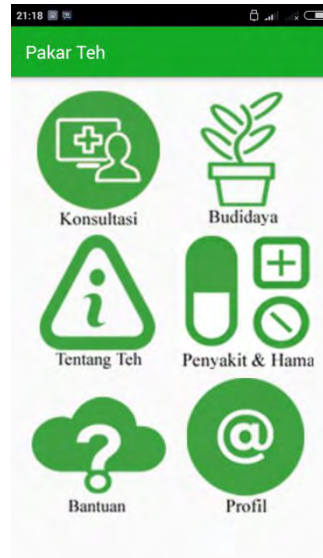 21:18
Pakar Teh
Konsultasi
Budidaya
Tentang Teh
Penyakit & Hama
Bantuan
Profil